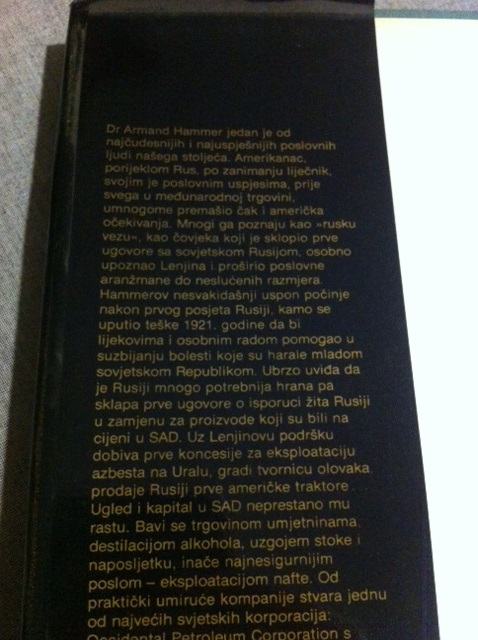 Dr Armand Hammer jedan je od
najčudesnijih i najuspješnijih poslovnih
ljudi našega stoljeća. Amerikanac,
porijeklom Rus, po zanimanju liječnik,
svojim je poslovnim uspjesima, prije
svega u međunarodnoj trgovini,
umnogome premašio čak i američka
očekivanja. Mnogi ga poznaju kao »rusku
vezu«, kao čovjeka koji je sklopio prve
ugovore sa sovjetskom Rusijom, osobno
upoznao Lenjina i proširio poslovne
aranžmane do neslućenih razmjera.
Hammerov nesvakidašnji uspon počinje
nakon prvog posjeta Rusiji, kamo se
uputio teške 1921. godine da bi
lijekovima i osobnim radom pomogao u
suzbijanju bolesti koje su harale mladom
sovjetskom Republikom. Ubrzo uviđa da
je Rusiji mnogo potrebnija hrana pa
sklapa prve ugovore o isporuci žita Rusiji
u zamjenu za proizvode koji su bili na
cijeni u SAD. Uz Lenjinovu podršku
dobiva prve koncesije za eksploataciju
azbesta na Uralu, gradi tvornicu olovaka,
prodaje Rusiji prve američke traktore.
Ugled i kapital u SAD neprestano mu
rastu. Bavi se trgovinom umjetninama,
destilacijom alkohola, uzgojem stoke i
naposljetku, inače najnesigurnijim
poslom – eksploatacijom nafte. Od
praktički umiruće kompanije stvara jednu
od najvećih svjetskih korporacija:
Occidental Petroleum Corporation s